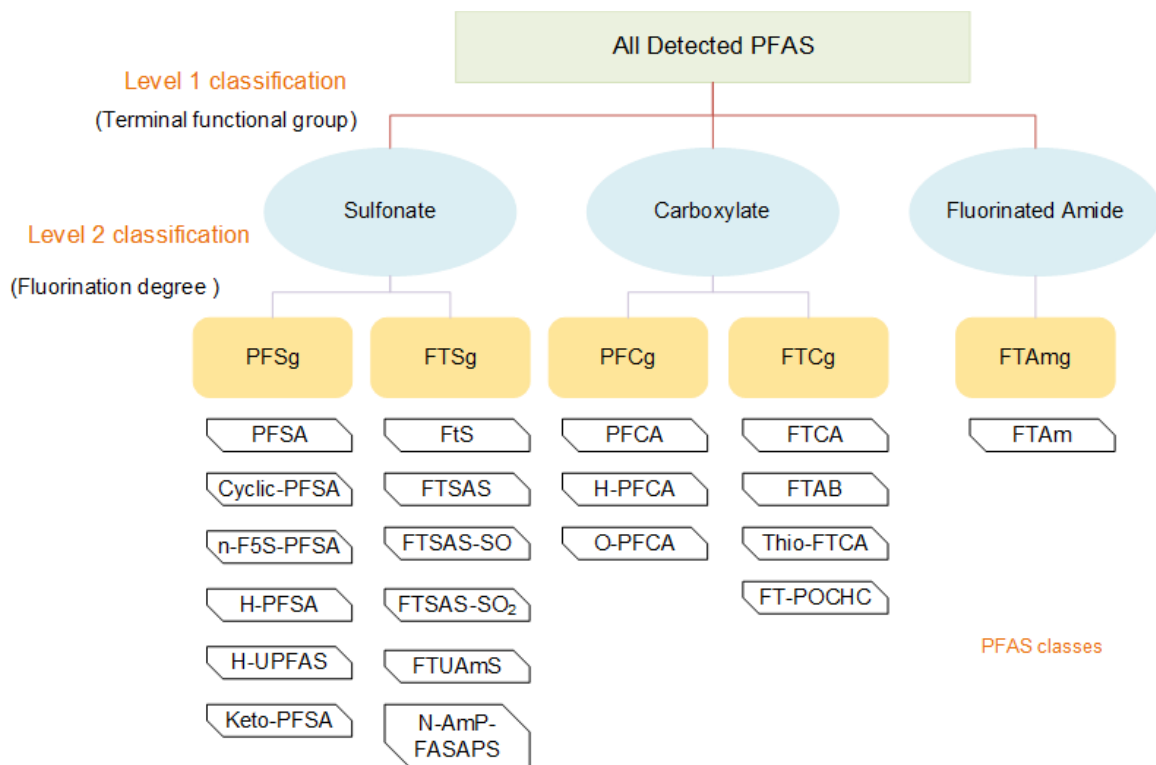 All Detected PFAS
Level 1 classification
(Terminal functional group)
Sulfonate
Carboxylate
Fluorinated Amide
Level 2 classification
(Fluorination degree )
PFSg
FTSg
PFCg
FTCg
FTAmg
PFSA
FtS
PFCA
FTCA
FTAm
Cyclic-PFSA
FTSAS
H-PFCA
FTAB
n-F5S-PFSA
FTSAS-SO
O-PFCA
Thio-FTCA
H-PFSA
FTSAS-SO₂
FT-POCHC
H-UPFAS
FTUAmS
PFAS classes
Keto-PFSA
N-AmP-
FASAPS